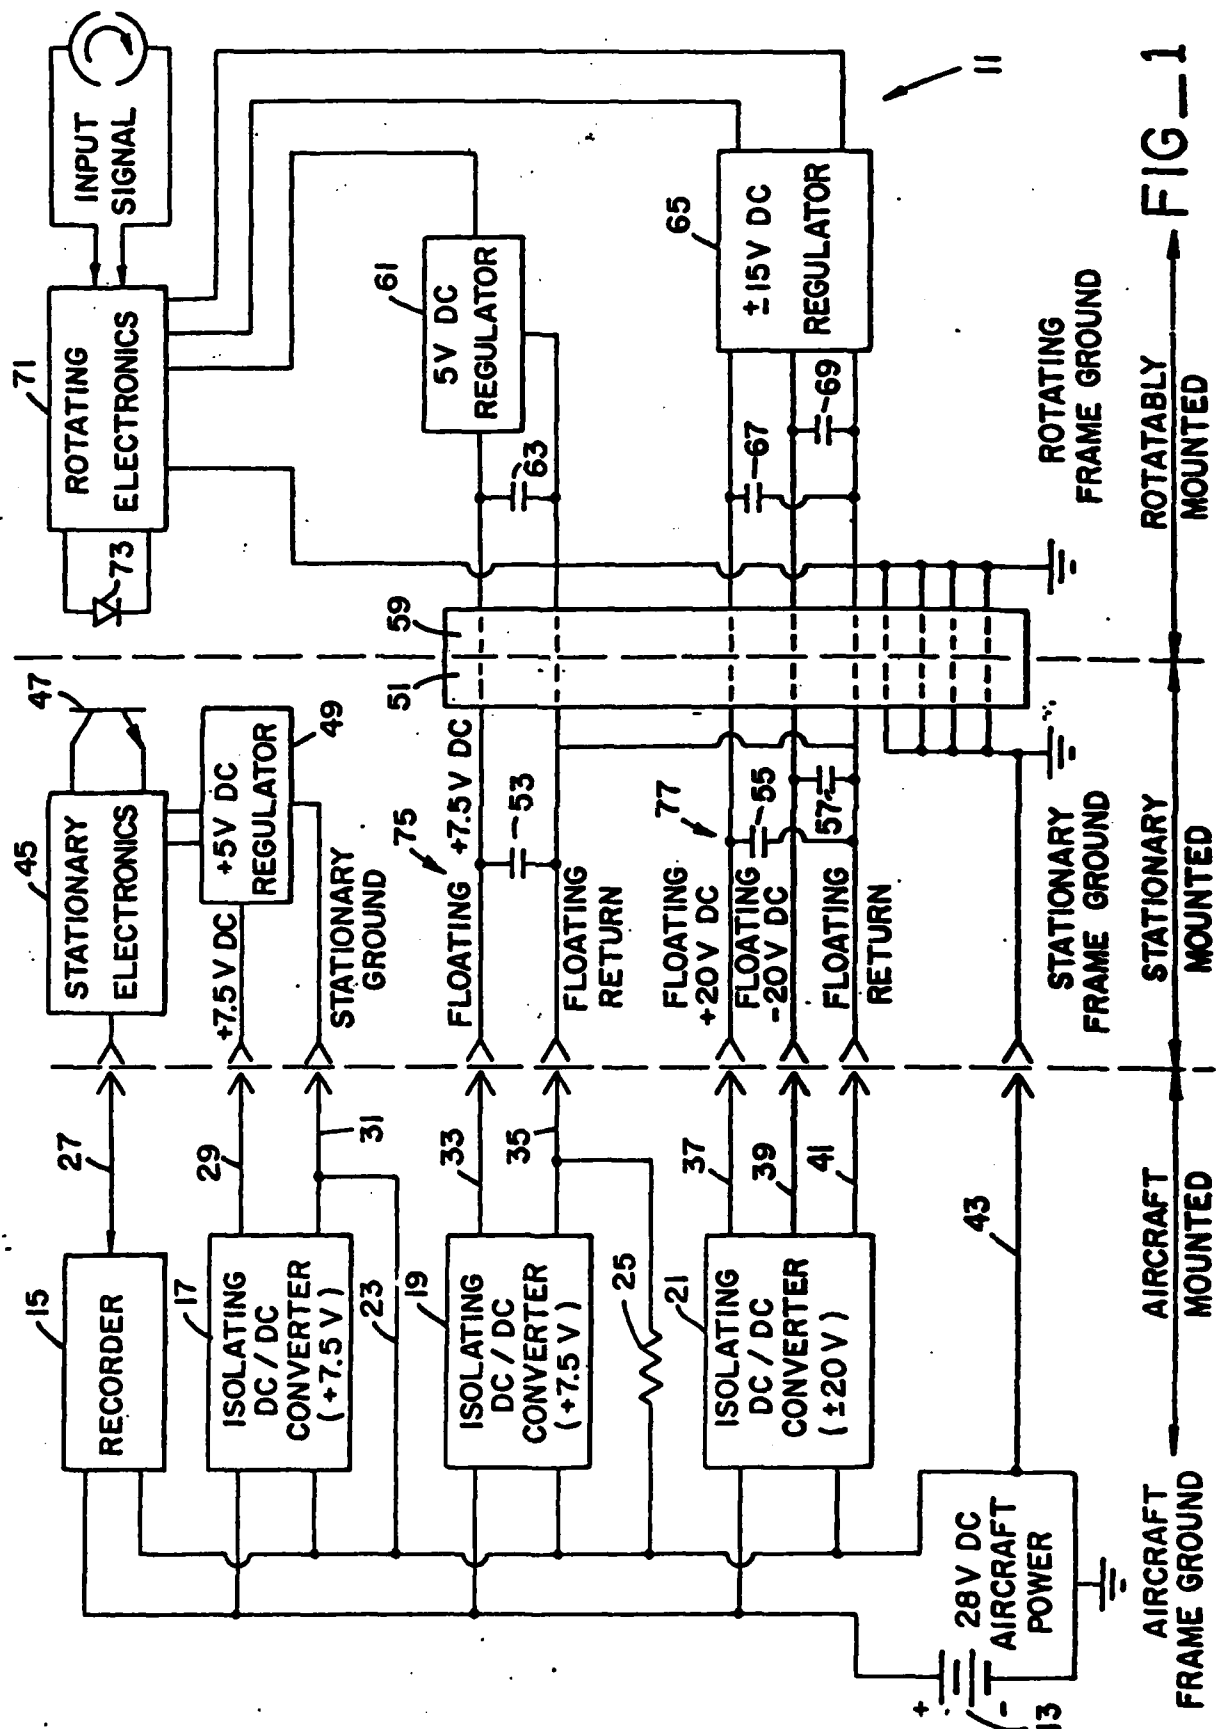 15
RECORDER
27
45
STATIONARY
ELECTRONICS
47
71
ROTATING
ELECTRONICS
73
INPUT
SIGNAL
17
ISOLATING
DC/DC
CONVERTER
(+7.5 V)
23
29
31
+7.5 V DC
+5V DC
REGULATOR
49
STATIONARY
GROUND
19
ISOLATING
DC/DC
CONVERTER
(+7.5 V)
25
33
35
FLOATING +7.5 V DC
75
53
FLOATING
RETURN
51
59
63
61
5V DC
REGULATOR
21
ISOLATING
DC/DC
CONVERTER
(±20V)
37
39
41
FLOATING
+20V DC
FLOATING
-20V DC
FLOATING
RETURN
77
55
57
67
69
65
±15V DC
REGULATOR
11
43
+
-
13
28V DC
AIRCRAFT
POWER
STATIONARY
FRAME GROUND
ROTATING
FRAME GROUND
AIRCRAFT
FRAME GROUND
AIRCRAFT
MOUNTED
STATIONARY
MOUNTED
ROTATABLY
MOUNTED
FIG_1